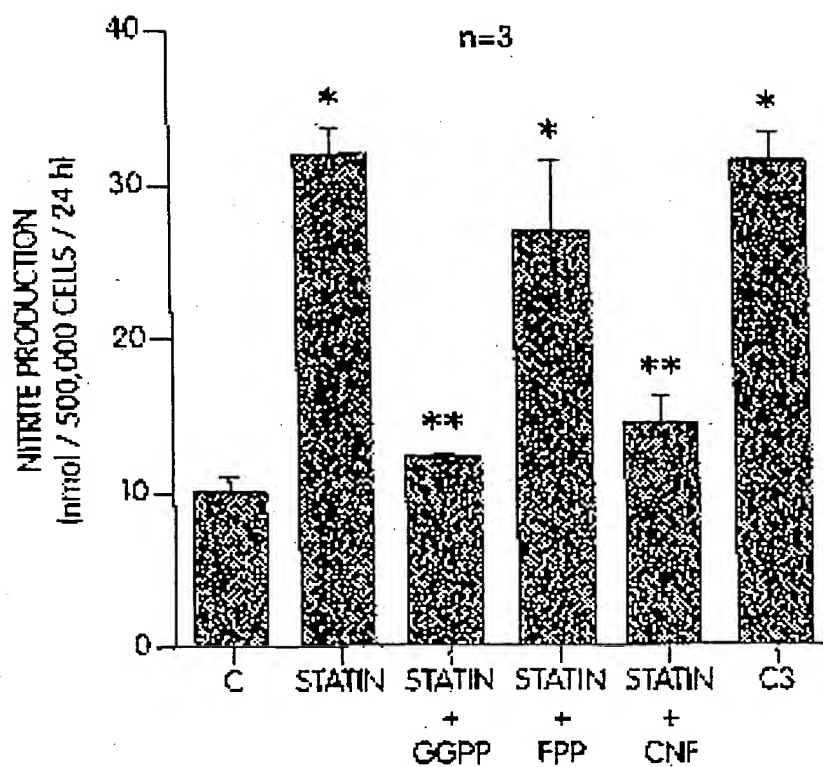 40
n=3
*
*
*
30
NITRITE PRODUCTION
(nmol / 500,000 CELLS / 24 h)
20
**
**
10
0
C
STATIN
STATIN
+
GGPP
STATIN
+
FPP
STATIN
+
CNF
C3